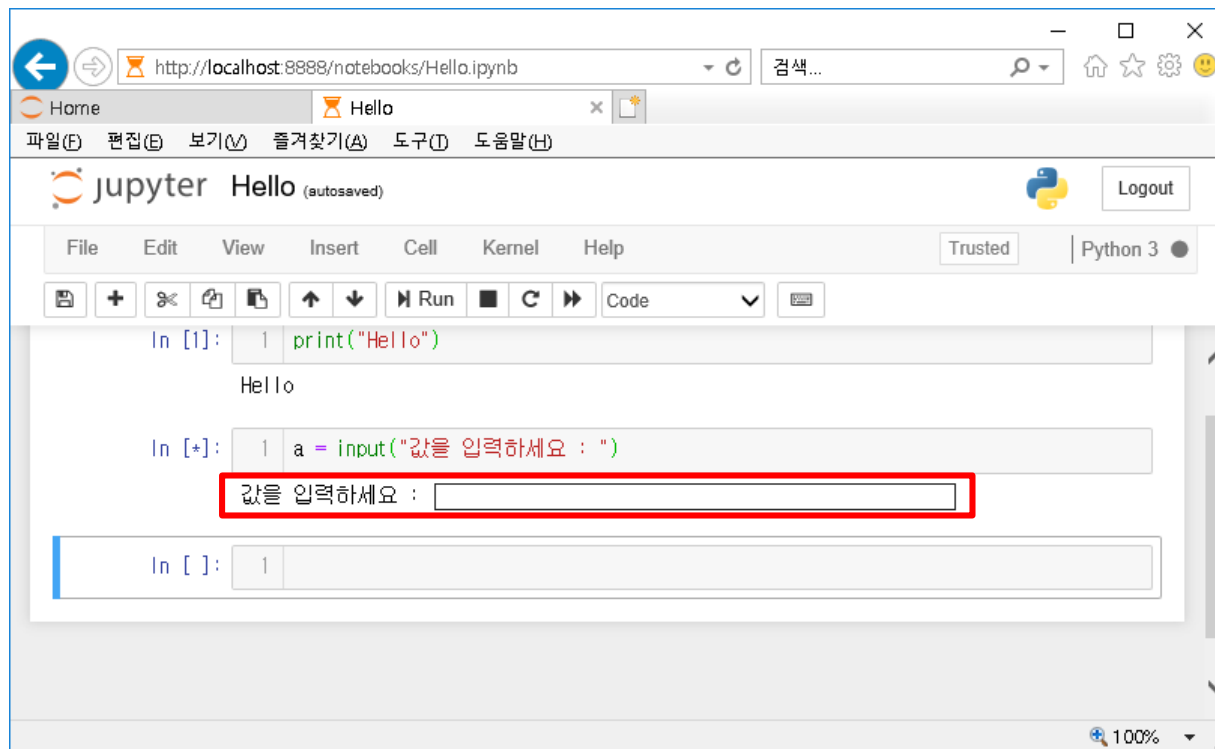 http://localhost:8888/notebooks/Hello.ipynb
검색...
Home
Hello
파일(F) 편집(E) 보기(V) 즐겨찾기(A) 도구(T) 도움말(H)
jupyter Hello (autosaved)
Logout
File Edit View Insert Cell Kernel Help
Trusted
Python 3
Run
Code
In [1]: 1 print("Hello")
Hello
In [*]: 1 a = input("값을 입력하세요 : ")
값을 입력하세요 :
In [ ]: 1
100%